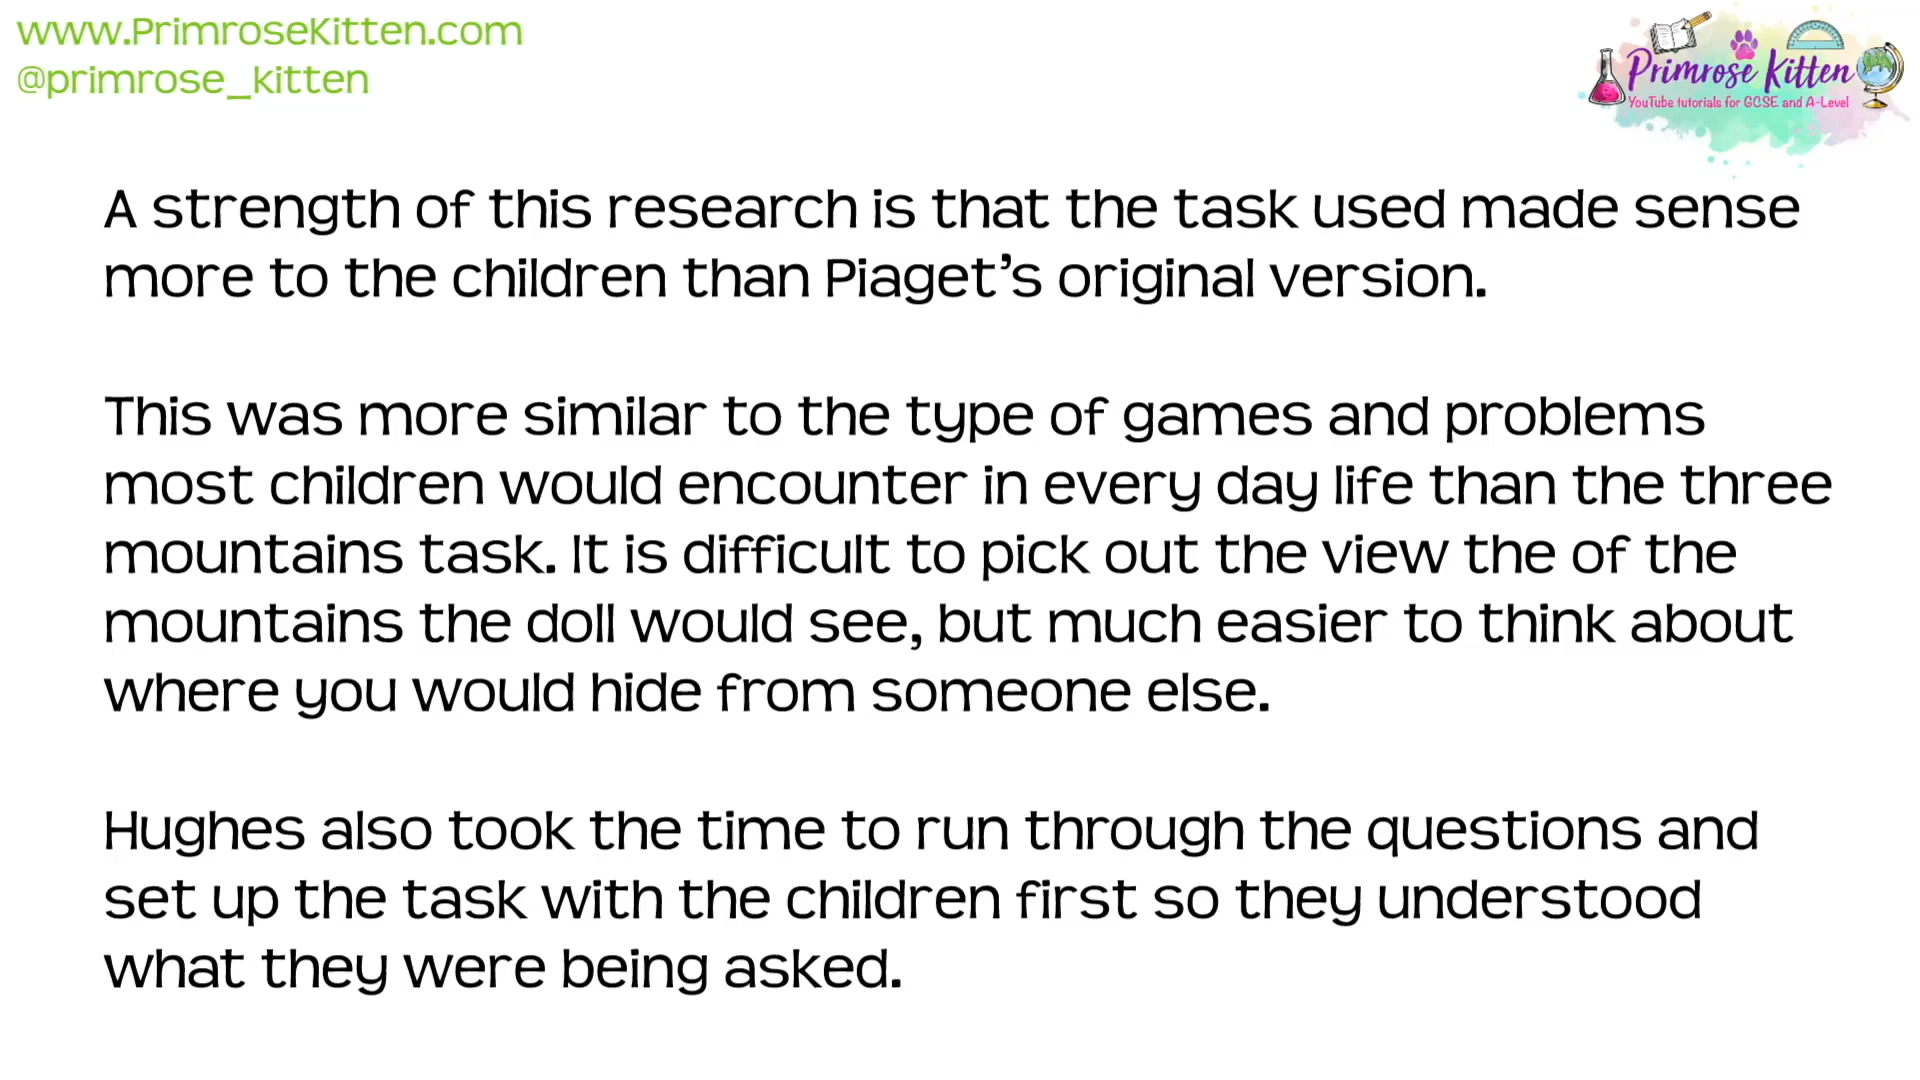 www.PrimroseKitten.com
@primrose_kitten
Primrose Kitten
YouTube tutorials for GCSE and A-Level
A strength of this research is that the task used made sense
more to the children than Piaget’s original version.
This was more similar to the type of games and problems
most children would encounter in every day life than the three
mountains task. It is difficult to pick out the view the of the
mountains the doll would see, but much easier to think about
where you would hide from someone else.
Hughes also took the time to run through the questions and
set up the task with the children first so they understood
what they were being asked.